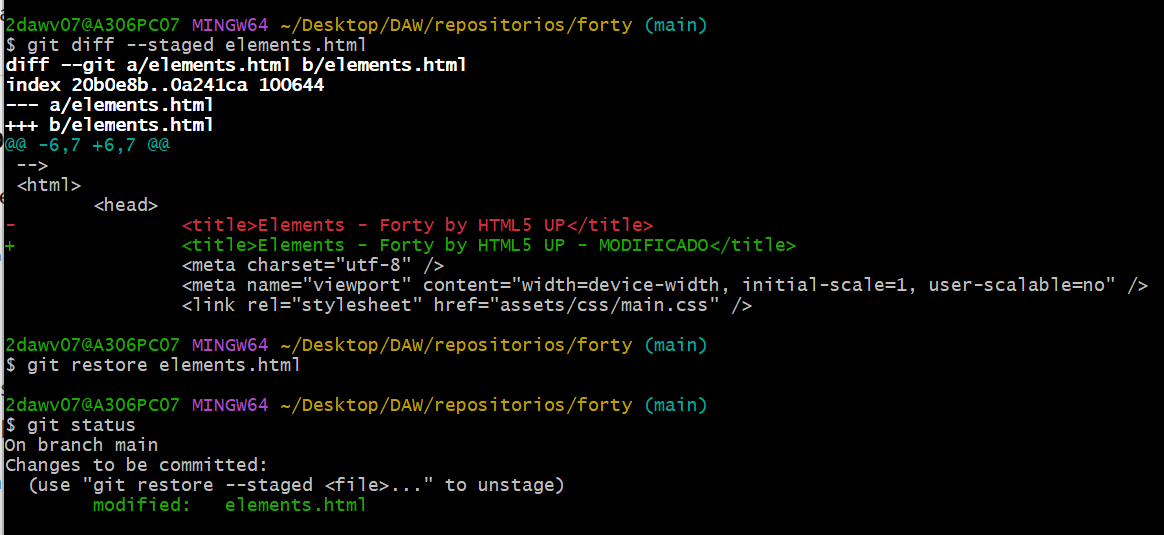 2dawv07@A306PC07 MINGW64 ~/Desktop/DAW/repositorios/forty (main)
$ git diff --staged elements.html
diff --git a/elements.html b/elements.html
index 20b0e8b..0a241ca 100644
--- a/elements.html
+++ b/elements.html
@@ -6,7 +6,7 @@
 -->
 <html>
        <head>
-               <title>Elements - Forty by HTML5 UP</title>
+               <title>Elements - Forty by HTML5 UP - MODIFICADO</title>
                <meta charset="utf-8" />
                <meta name="viewport" content="width=device-width, initial-scale=1, user-scalable=no" />
                <link rel="stylesheet" href="assets/css/main.css" />
2dawv07@A306PC07 MINGW64 ~/Desktop/DAW/repositorios/forty (main)
$ git restore elements.html
2dawv07@A306PC07 MINGW64 ~/Desktop/DAW/repositorios/forty (main)
$ git status
On branch main
Changes to be committed:
  (use "git restore --staged <file>..." to unstage)
        modified:   elements.html